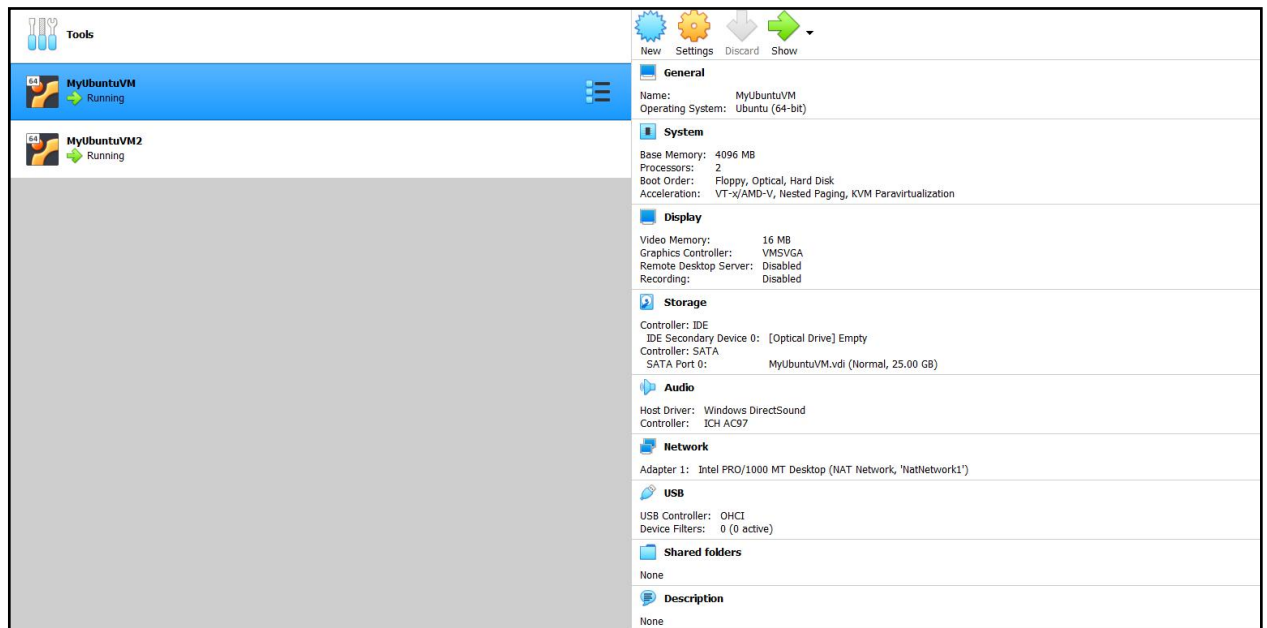 Tools
64
MyUbuntuVM
Running
64
MyUbuntuVM2
Running
New Settings Discard Show
General
Name: MyUbuntuVM
Operating System: Ubuntu (64-bit)
System
Base Memory: 4096 MB
Processors: 2
Boot Order: Floppy, Optical, Hard Disk
Acceleration: VT-x/AMD-V, Nested Paging, KVM Paravirtualization
Display
Video Memory: 16 MB
Graphics Controller: VMSVGA
Remote Desktop Server: Disabled
Recording: Disabled
Storage
Controller: IDE
IDE Secondary Device 0: [Optical Drive] Empty
Controller: SATA
SATA Port 0: MyUbuntuVM.vdi (Normal, 25.00 GB)
Audio
Host Driver: Windows DirectSound
Controller: ICH AC97
Network
Adapter 1: Intel PRO/1000 MT Desktop (NAT Network, 'NatNetwork1')
USB
USB Controller: OHCI
Device Filters: 0 (0 active)
Shared folders
None
Description
None